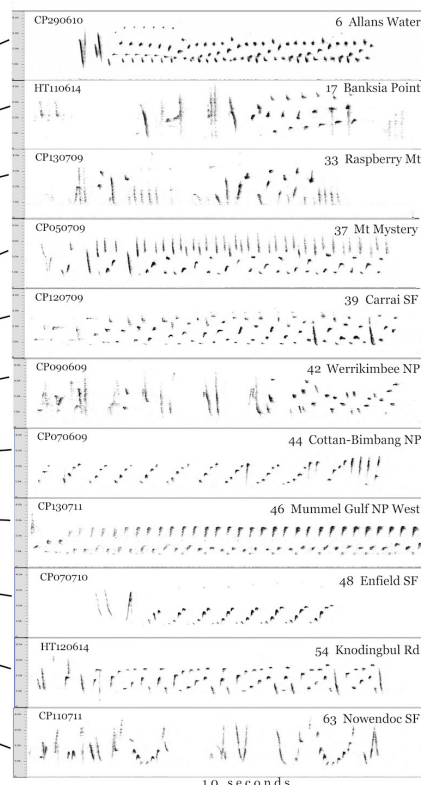 CP290610 6 Allans Water
HT110614 17 Banksia Point
CP130709 33 Raspberry Mt
CP050709 37 Mt Mystery
CP120709 39 Carrai SF
CP090609 42 Werrikimbee NP
CP070609 44 Cottan-Bimbang NP
CP130711 46 Mummel Gulf NP West
CP070710 48 Enfield SF
HT120614 54 Knodingbul Rd
CP110711 63 Nowendoc SF
10 seconds